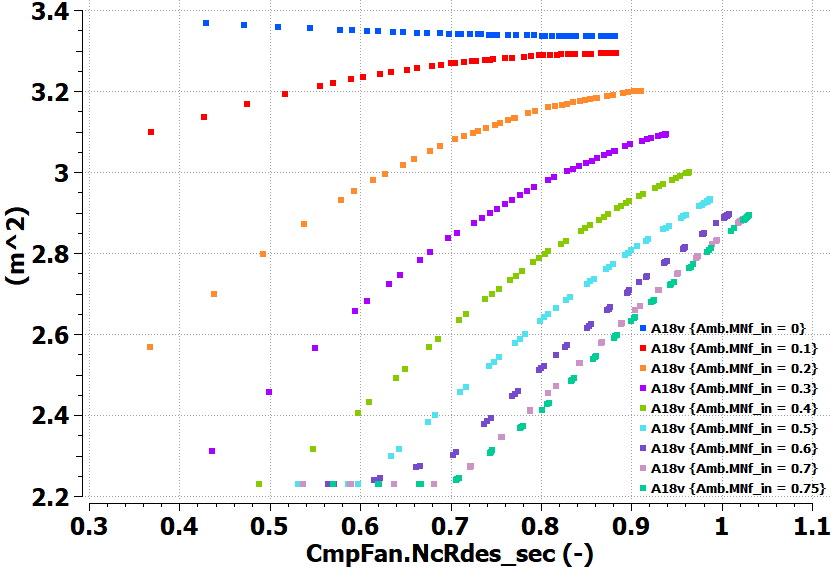 3.4
3.2
3
2.8
2.6
2.4
2.2
(m^2)
A18v {Amb.MNf_in = 0}
A18v {Amb.MNf_in = 0.1}
A18v {Amb.MNf_in = 0.2}
A18v {Amb.MNf_in = 0.3}
A18v {Amb.MNf_in = 0.4}
A18v {Amb.MNf_in = 0.5}
A18v {Amb.MNf_in = 0.6}
A18v {Amb.MNf_in = 0.7}
A18v {Amb.MNf_in = 0.75}
0.3 0.4 0.5 0.6 0.7 0.8 0.9 1 1.1
CmpFan.NcRdes_sec (-)